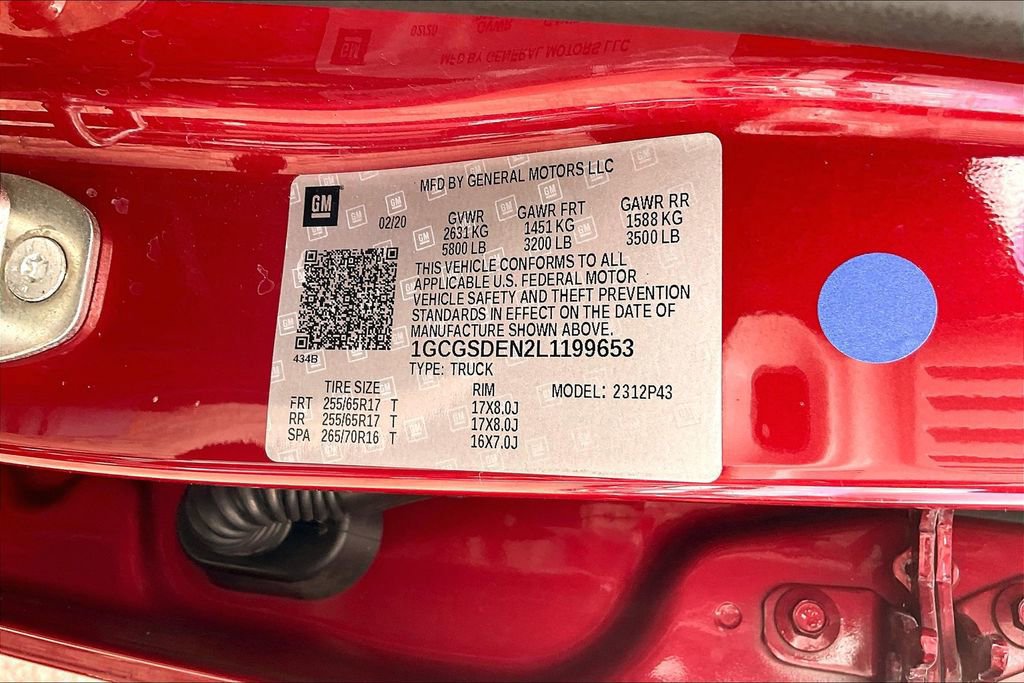 MFD BY GENERAL MOTORS LLC
GM
02/20
GVWR GAWR FRT GAWR RR
2631 KG 1451 KG 1588 KG
5800 LB 3200 LB 3500 LB
THIS VEHICLE CONFORMS TO ALL
APPLICABLE U.S. FEDERAL MOTOR
VEHICLE SAFETY AND THEFT PREVENTION
STANDARDS IN EFFECT ON THE DATE OF
MANUFACTURE SHOWN ABOVE.
434B
1GCGSDEN2L1199653
TYPE: TRUCK
TIRE SIZE RIM MODEL: 2312P43
FRT 255/65R17 T 17X8.0J
RR 255/65R17 T 17X8.0J
SPA 265/70R16 T 16X7.0J